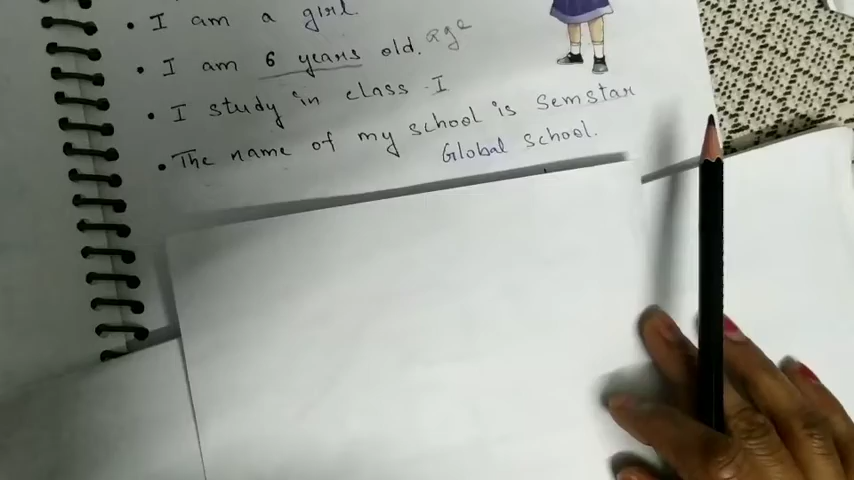 • I am a girl
• I am 6 years old. age
• I study in class I
• The name of my school is Semstar
Global School.